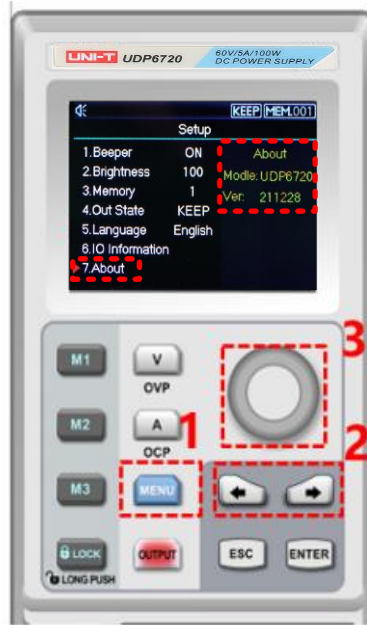 UNI-T UDP6720 60V/5A/100W
DC POWER SUPPLY
KEEP MEM.001
Setup
1.Beeper ON About
2.Brightness 100 Modle: UDP6720
3.Memory 1 Ver: 211228
4.Out State KEEP
5.Language English
6.IO Information
7.About
3
M1 V
OVP
M2 A 1 2
OCP
M3 MENU
LOCK OUTPUT ESC ENTER
LONG PUSH